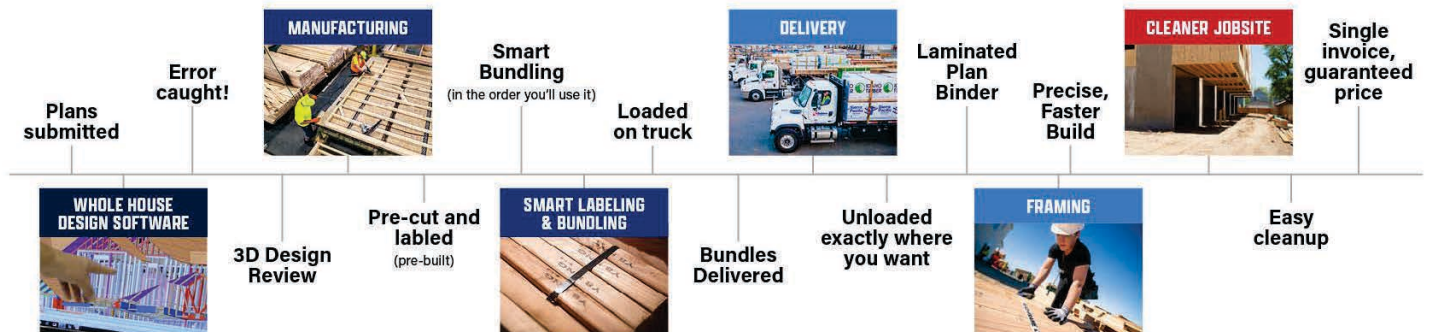 Plans
submitted
WHOLE HOUSE
DESIGN SOFTWARE
Error
caught!
3D Design
Review
MANUFACTURING
Pre-cut and
labled
(pre-built)
Smart
Bundling
(in the order you'll use it)
SMART LABELING
& BUNDLING
Loaded
on truck
Bundles
Delivered
DELIVERY
Unloaded
exactly where
you want
Laminated
Plan
Binder
FRAMING
Precise,
Faster
Build
CLEANER JOBSITE
Easy
cleanup
Single
invoice,
guaranteed
price